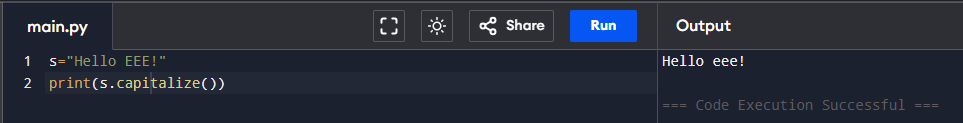 main.py Share Run Output
1 s="Hello EEE!"
2 print(s.capitalize())
Hello eee!
=== Code Execution Successful ===